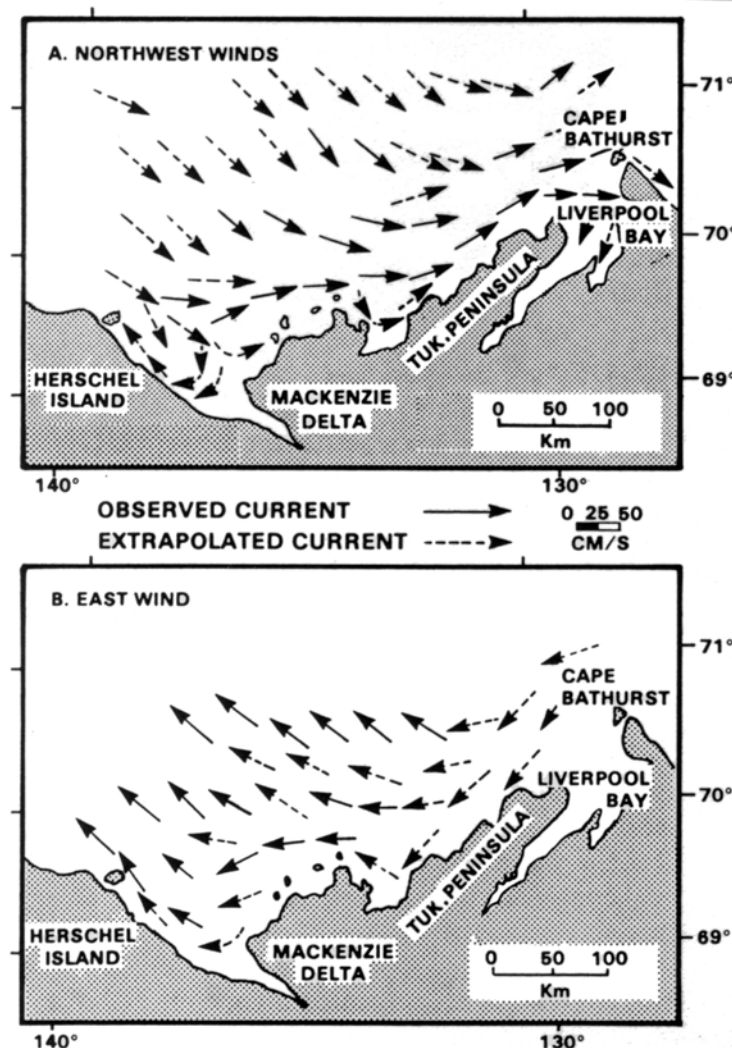 A. NORTHWEST WINDS
71°
CAPE
BATHURST
LIVERPOOL
BAY
70°
TUK. PENINSULA
69°
HERSCHEL
ISLAND
MACKENZIE
DELTA
0 50 100
Km
140°
130°
OBSERVED CURRENT
EXTRAPOLATED CURRENT
0 25 50
CM/S
B. EAST WIND
71°
CAPE
BATHURST
LIVERPOOL
BAY
70°
TUK. PENINSULA
69°
HERSCHEL
ISLAND
MACKENZIE
DELTA
0 50 100
Km
140°
130°